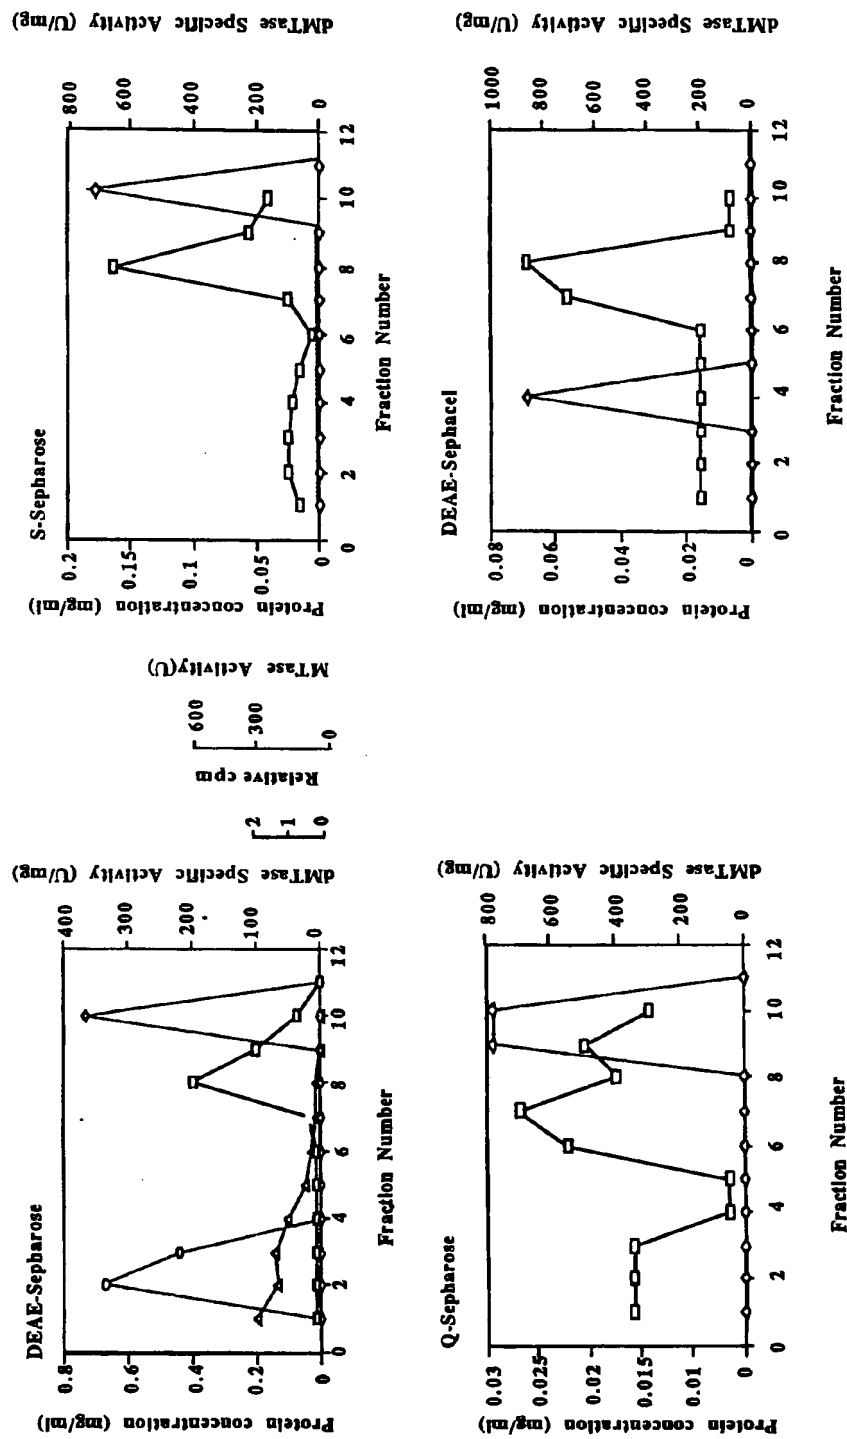 DEAE-Sepharose
Protein concentration (mg/ml)
0.8
0.6
0.4
0.2
0
0 2 4 6 8 10 12
Fraction Number
400
300
200
100
0
dMTase Specific Activity (U/mg)
2
1
0
Relative cpm
600
300
0
MTase Activity(U)
S-Sepharose
Protein concentration (mg/ml)
0.2
0.15
0.1
0.05
0
0 2 4 6 8 10 12
Fraction Number
800
600
400
200
0
dMTase Specific Activity (U/mg)
Q-Sepharose
Protein concentration (mg/ml)
0.03
0.025
0.02
0.015
0.01
0 2 4 6 8 10 12
Fraction Number
800
600
400
200
0
dMTase Specific Activity (U/mg)
DEAE-Sephacel
Protein concentration (mg/ml)
0.08
0.06
0.04
0.02
0
0 2 4 6 8 10 12
Fraction Number
1000
800
600
400
200
0
dMTase Specific Activity (U/mg)